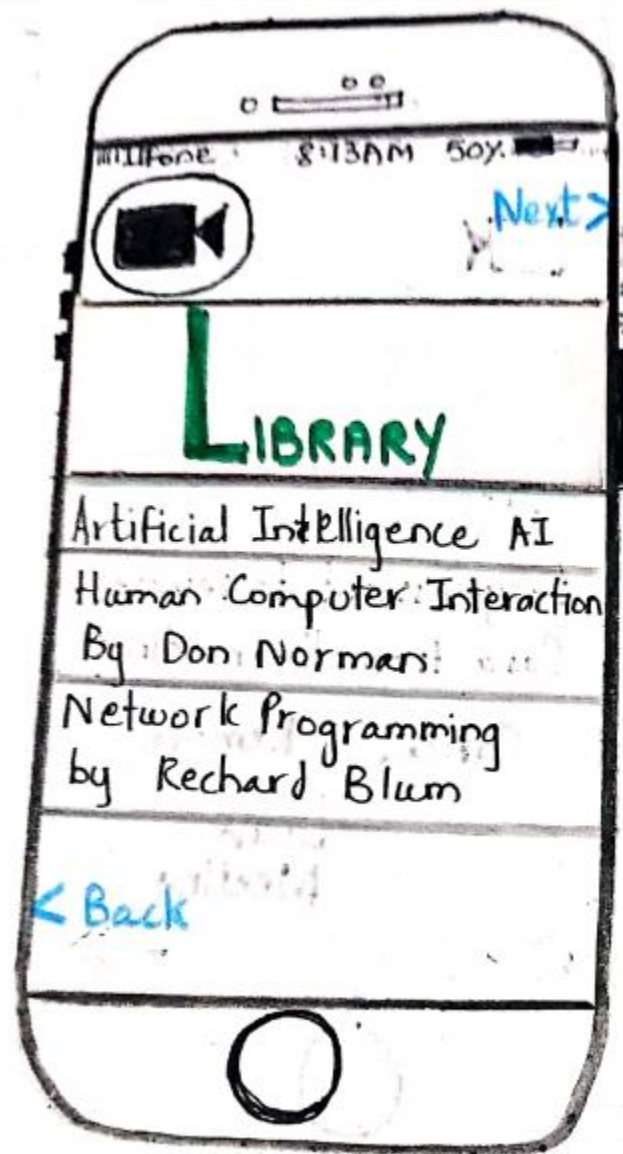 8:13AM 50%
Next>
LIBRARY
Artificial Intelligence AI
Human Computer Interaction
By Don Norman
Network Programming
by Rechard Blum
< Back